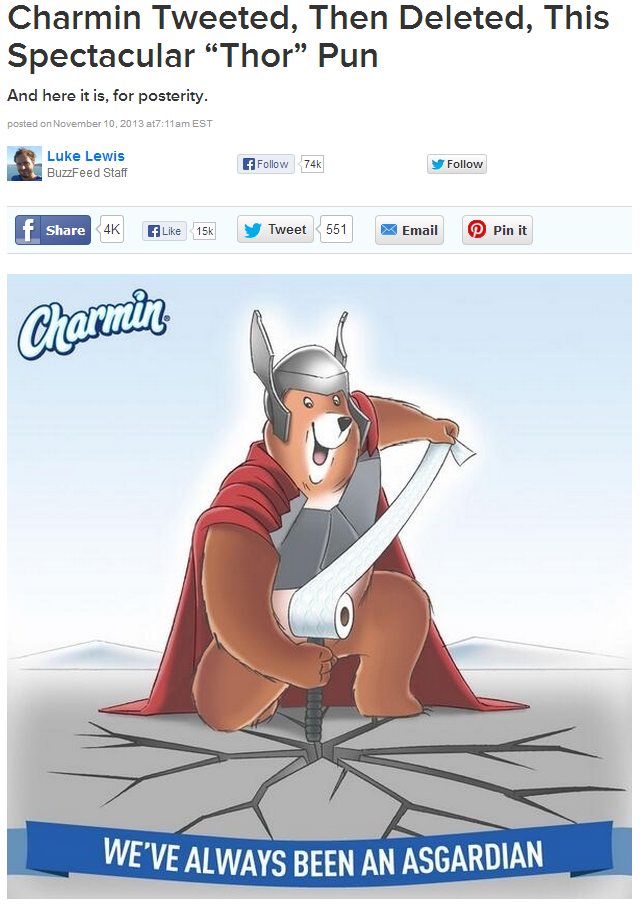 Charmin Tweeted, Then Deleted, This
Spectacular “Thor” Pun
And here it is, for posterity.
posted on November 10, 2013 at 7:11am EST
Luke Lewis
BuzzFeed Staff
Follow 74k
Follow
Share 4K
Like 15k
Tweet 551
Email
Pin it
Charmin
WE'VE ALWAYS BEEN AN ASGARDIAN